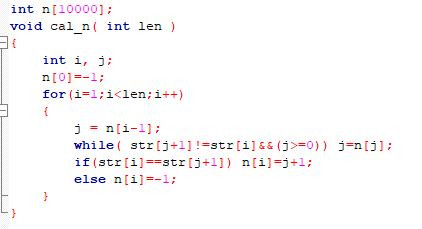 int n[10000];
void cal_n( int len )
{
int i, j;
n[0]=-1;
for(i=1;i<len;i++)
{
j = n[i-1];
while( str[j+1]!=str[i]&&(j>=0)) j=n[j];
if(str[i]==str[j+1]) n[i]=j+1;
else n[i]=-1;
}
}